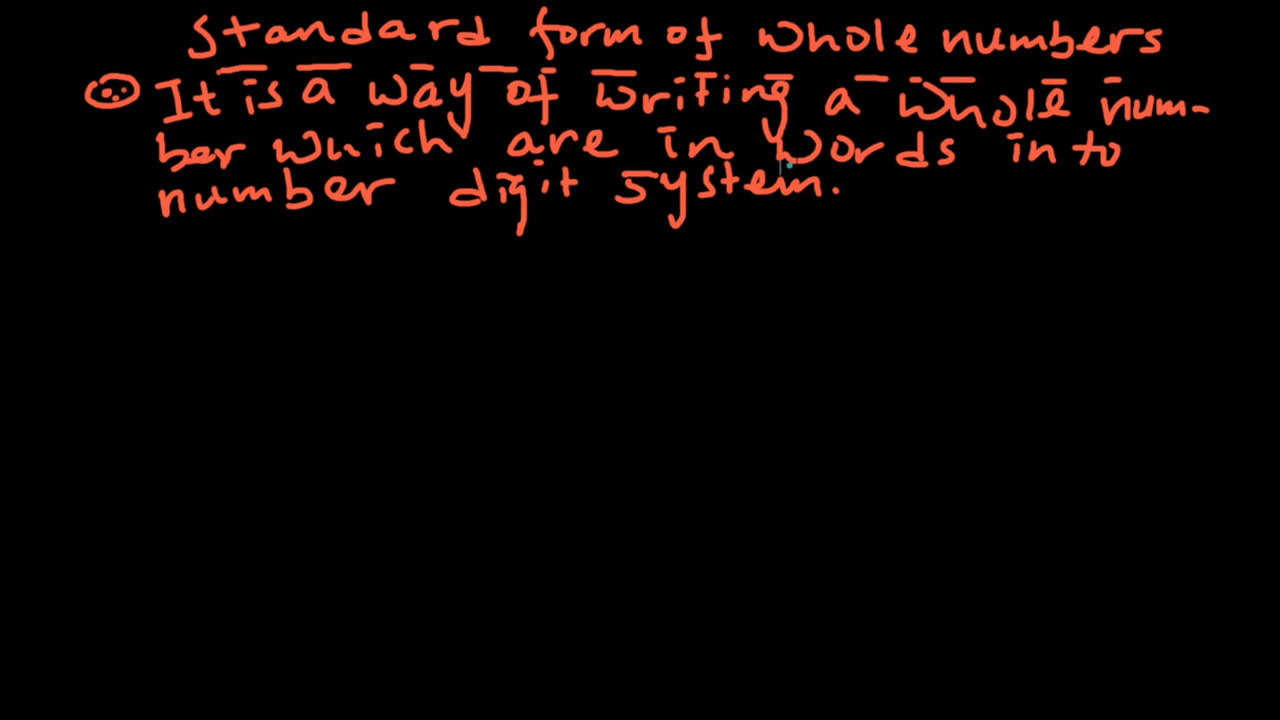 standard form of whole numbers
It is a way of writing a whole num-
ber which are in words into
number digit system.